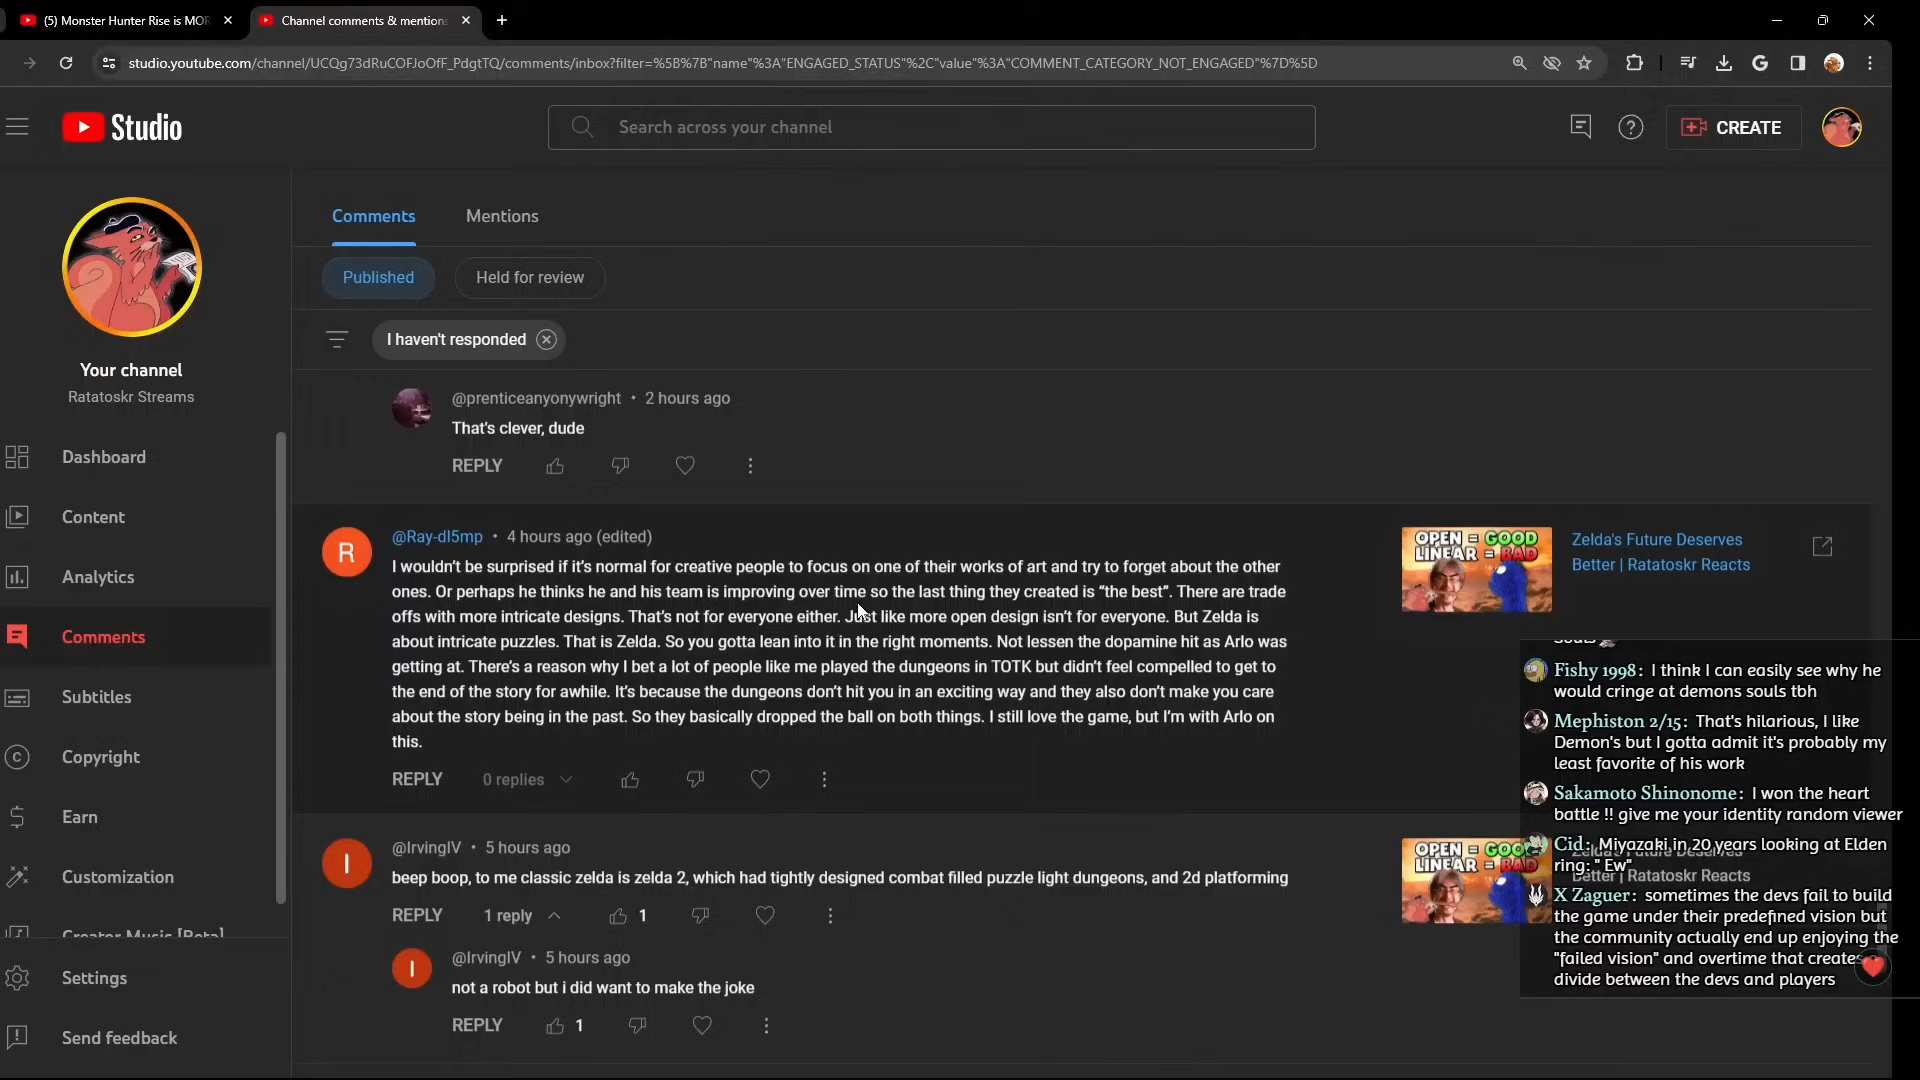 (5) Monster Hunter Rise is MOR
Channel comments & mentions
studio.youtube.com/channel/UCQg73dRuCOFJoOfF_PdgtTQ/comments/inbox?filter=%5B%7B"name"%3A"ENGAGED_STATUS"%2C"value"%3A"COMMENT_CATEGORY_NOT_ENGAGED"%7D%5D
Studio
Search across your channel
CREATE
Your channel
Ratatoskr Streams
Dashboard
Content
Analytics
Comments
Subtitles
Copyright
Earn
Customization
Creator Music [Beta]
Settings
Send feedback
Comments
Mentions
Published
Held for review
I haven't responded
@prenticeanyonywright • 2 hours ago
That's clever, dude
REPLY
R
@Ray-dl5mp • 4 hours ago (edited)
I wouldn't be surprised if it's normal for creative people to focus on one of their works of art and try to forget about the other
ones. Or perhaps he thinks he and his team is improving over time so the last thing they created is “the best”. There are trade
offs with more intricate designs. That's not for everyone either. Just like more open design isn't for everyone. But Zelda is
about intricate puzzles. That is Zelda. So you gotta lean into it in the right moments. Not lessen the dopamine hit as Arlo was
getting at. There's a reason why I bet a lot of people like me played the dungeons in TOTK but didn't feel compelled to get to
the end of the story for awhile. It's because the dungeons don't hit you in an exciting way and they also don't make you care
about the story being in the past. So they basically dropped the ball on both things. I still love the game, but I'm with Arlo on
this.
REPLY
0 replies
OPEN = GOOD
LINEAR = BAD
Zelda's Future Deserves
Better | Ratatoskr Reacts
I
@IrvingIV • 5 hours ago
beep boop, to me classic zelda is zelda 2, which had tightly designed combat filled puzzle light dungeons, and 2d platforming
REPLY
1 reply
1
OPEN = GOOD
LINEAR = BAD
Zelda's Future Deserves
Better | Ratatoskr Reacts
I
@IrvingIV • 5 hours ago
not a robot but i did want to make the joke
REPLY
1
souls
Fishy 1998: I think I can easily see why he
would cringe at demons souls tbh
Mephiston 2/15: That's hilarious, I like
Demon's but I gotta admit it's probably my
least favorite of his work
Sakamoto Shinonome: I won the heart
battle !! give me your identity random viewer
Cid: Miyazaki in 20 years looking at Elden
ring: " Ew"
X Zaguer: sometimes the devs fail to build
the game under their predefined vision but
the community actually end up enjoying the
"failed vision" and overtime that creates
divide between the devs and players